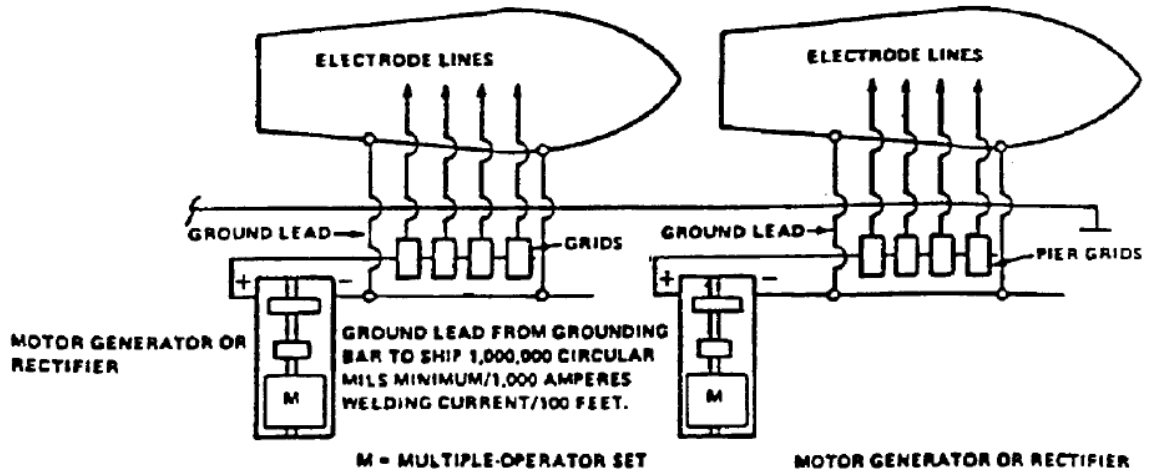 ELECTRODE LINES
ELECTRODE LINES
GROUND LEAD
GRIDS
GROUND LEAD
PIER GRIDS
+
-
+
-
MOTOR GENERATOR OR
RECTIFIER
GROUND LEAD FROM GROUNDING
BAR TO SHIP 1,000,000 CIRCULAR
MILS MINIMUM/1,000 AMPERES
WELDING CURRENT/100 FEET.
M
M
M = MULTIPLE-OPERATOR SET
MOTOR GENERATOR OR RECTIFIER